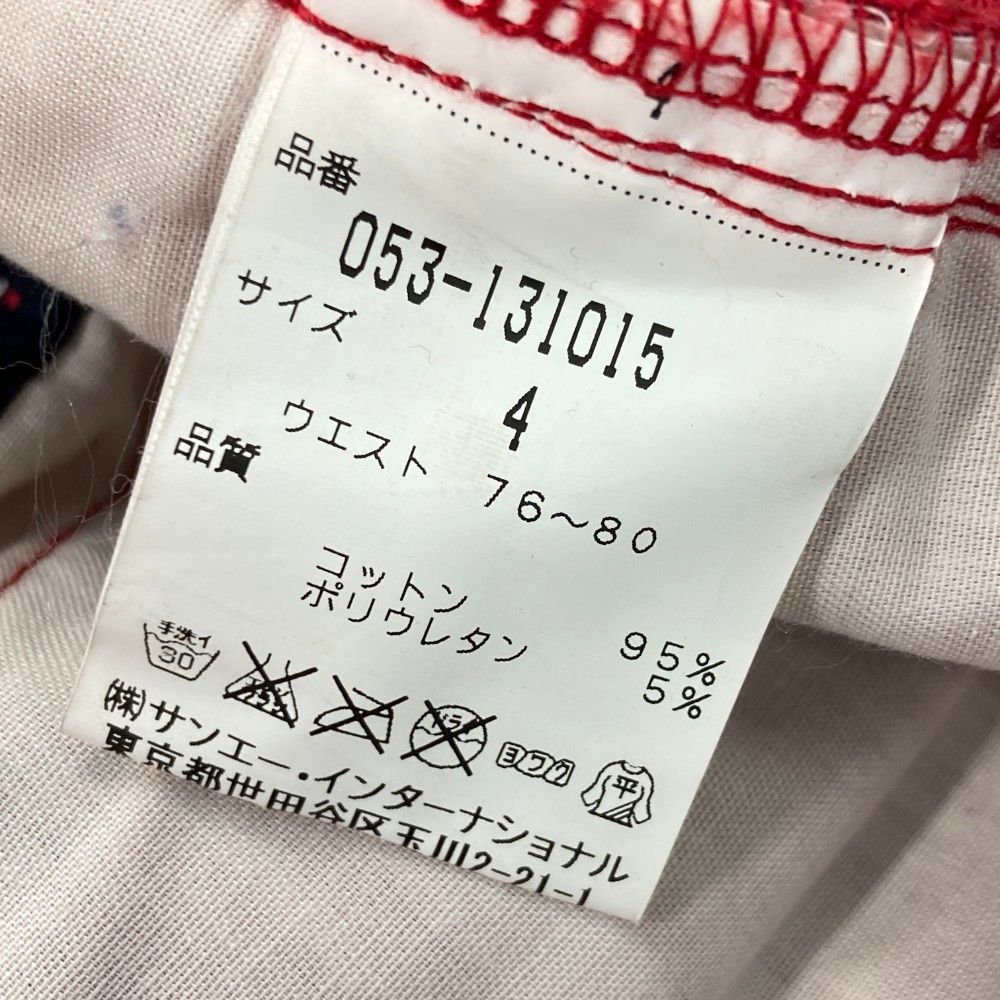 品番
053-131015
サイズ
4
ウエスト 76~80
品質
コットン 95%
ポリウレタン 5%
手洗イ
30
ドライ
ヨワク
平
(株)サンエー・インターナショナル
東京都世田谷区玉川2-21-1